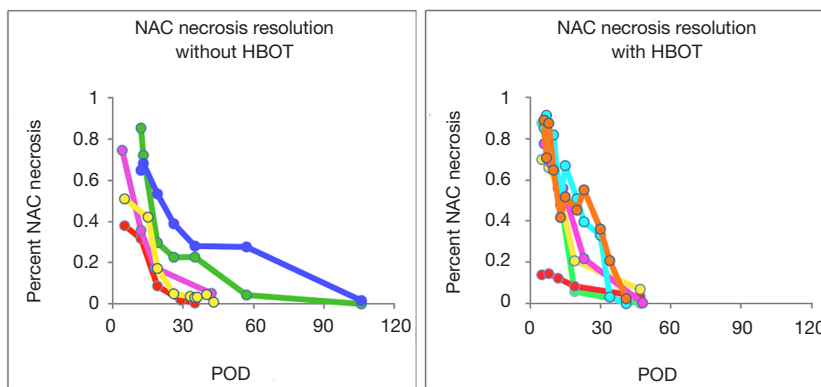 NAC necrosis resolution
without HBOT
Percent NAC necrosis
1
0.8
0.6
0.4
0.2
0
0 30 60 90 120
POD
NAC necrosis resolution
with HBOT
Percent NAC necrosis
1
0.8
0.6
0.4
0.2
0
0 30 60 90 120
POD